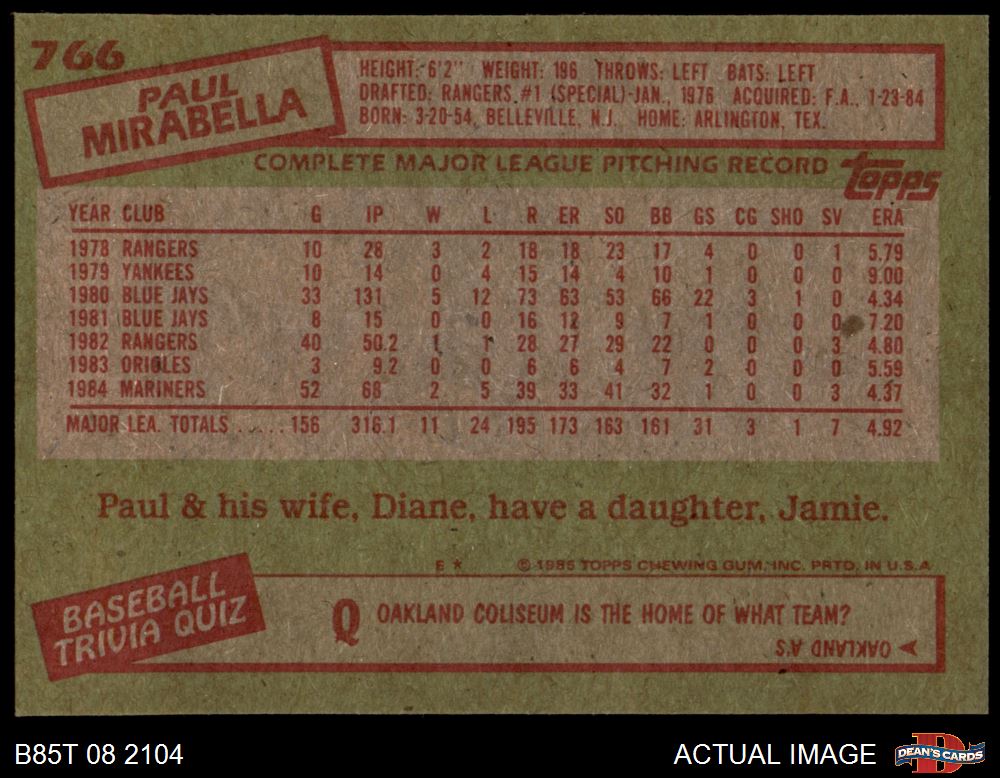 766
PAUL
MIRABELLA
HEIGHT: 6'2" WEIGHT: 196 THROWS: LEFT BATS: LEFT
DRAFTED: RANGERS #1 (SPECIAL)-JAN., 1976 ACQUIRED: F.A., 1-23-84
BORN: 3-20-54, BELLEVILLE, N.J. HOME: ARLINGTON, TEX.
COMPLETE MAJOR LEAGUE PITCHING RECORD
topps
YEAR CLUB G IP W L R ER SO BB GS CG SHO SV ERA
1978 RANGERS 10 28 3 2 18 18 23 17 4 0 0 1 5.79
1979 YANKEES 10 14 0 4 15 14 4 10 1 0 0 0 9.00
1980 BLUE JAYS 33 131 5 12 73 63 53 66 22 3 1 0 4.34
1981 BLUE JAYS 8 15 0 0 16 12 9 7 1 0 0 0 7.20
1982 RANGERS 40 50.2 1 1 28 27 29 22 0 0 0 3 4.80
1983 ORIOLES 3 9.2 0 0 6 6 4 7 2 0 0 0 5.59
1984 MARINERS 52 68 2 5 39 33 41 32 1 0 0 3 4.37
MAJOR LEA. TOTALS ..... 156 316.1 11 24 195 173 163 161 31 3 1 7 4.92
Paul & his wife, Diane, have a daughter, Jamie.
E * © 1985 TOPPS CHEWING GUM, INC. PRTD. IN U.S.A.
BASEBALL
TRIVIA QUIZ
Q OAKLAND COLISEUM IS THE HOME OF WHAT TEAM?
OAKLAND A'S
B85T 08 2104
ACTUAL IMAGE
DEAN'S CARDS